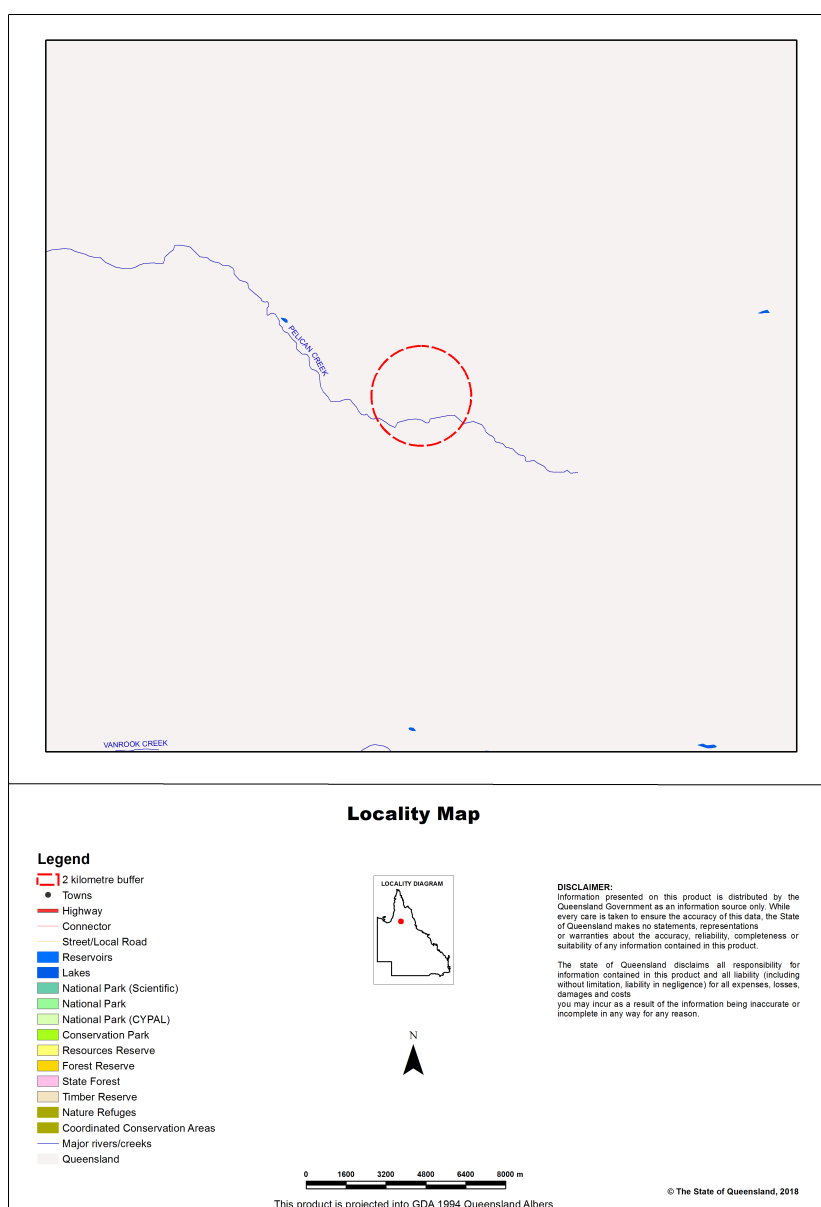 PELICAN CREEK
VANROOK CREEK
Locality Map
Legend
2 kilometre buffer
Towns
Highway
Connector
Street/Local Road
Reservoirs
Lakes
National Park (Scientific)
National Park
National Park (CYPAL)
Conservation Park
Resources Reserve
Forest Reserve
State Forest
Timber Reserve
Nature Refuges
Coordinated Conservation Areas
Major rivers/creeks
Queensland
LOCALITY DIAGRAM
N
DISCLAIMER:
Information presented on this product is distributed by the
Queensland Government as an information source only. While
every care is taken to ensure the accuracy of this data, the State
of Queensland makes no statements, representations
or warranties about the accuracy, reliability, completeness or
suitability of any information contained in this product.
The state of Queensland disclaims all responsibility for
information contained in this product and all liability (including
without limitation, liability in negligence) for all expenses, losses,
damages and costs
you may incur as a result of the information being inaccurate or
incomplete in any way for any reason.
0 1600 3200 4800 6400 8000 m
This product is projected into GDA 1994 Queensland Albers
© The State of Queensland, 2018